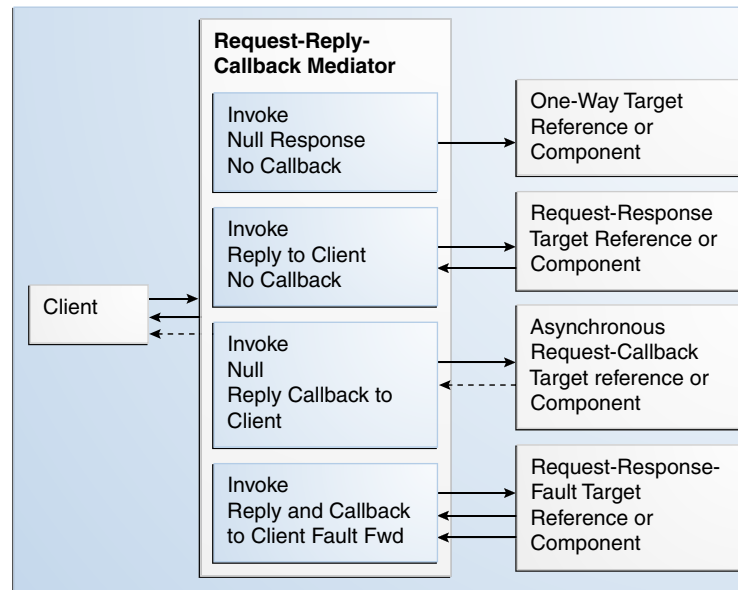 Request-Reply-
Callback Mediator
Invoke
Null Response
No Callback
One-Way Target
Reference or
Component
Invoke
Reply to Client
No Callback
Request-Response
Target Reference or
Component
Client
Invoke
Null
Reply Callback to
Client
Asynchronous
Request-Callback
Target reference or
Component
Invoke
Reply and Callback
to Client Fault Fwd
Request-Response-
Fault Target
Reference or
Component